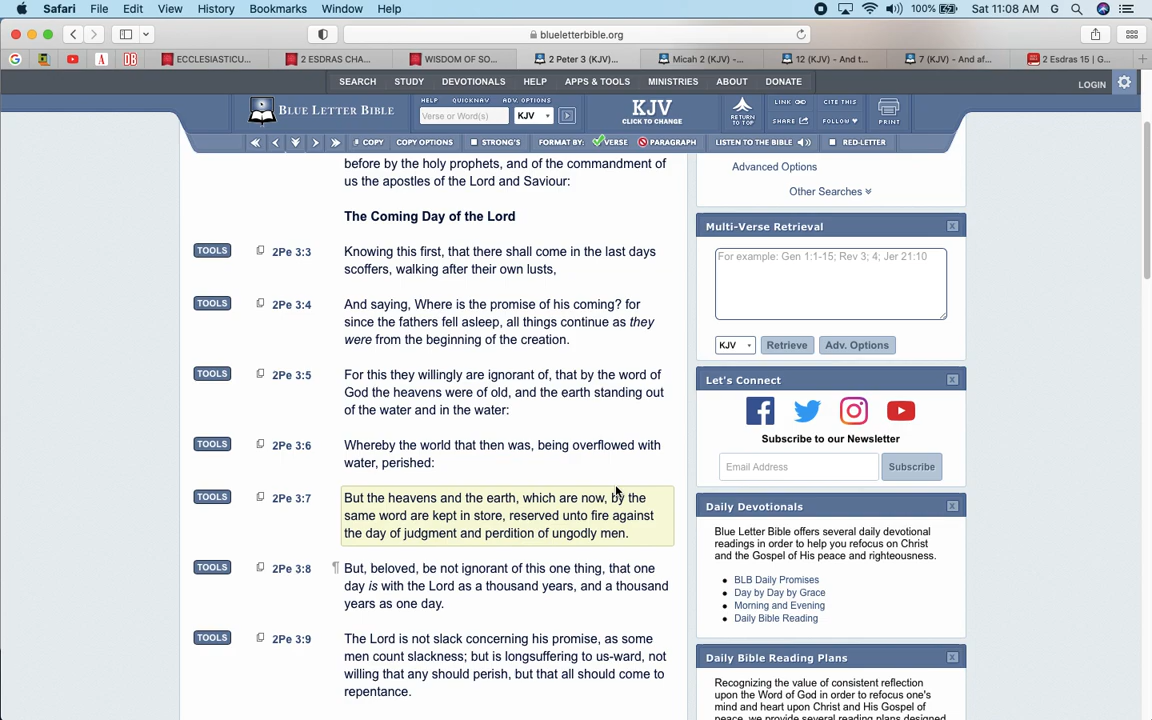 Safari File Edit View History Bookmarks Window Help 100% Sat 11:08 AM G
blueletterbible.org
ECCLESIASTICU... 2 ESDRAS CHA... WISDOM OF SO... 2 Peter 3 (KJV)... Micah 2 (KJV) -... 12 (KJV) - And t... 7 (KJV) - And af... 2 Esdras 15 | G...
SEARCH STUDY DEVOTIONALS HELP APPS & TOOLS MINISTRIES ABOUT DONATE LOGIN
BLUE LETTER BIBLE
HELP QUICKNAV ADV. OPTIONS
Verse or Word(s) KJV
KJV
CLICK TO CHANGE
RETURN
TO TOP
LINK CITE THIS
SHARE FOLLOW
PRINT
COPY COPY OPTIONS STRONG'S FORMAT BY: VERSE PARAGRAPH LISTEN TO THE BIBLE RED-LETTER
before by the holy prophets, and of the commandment of
us the apostles of the Lord and Saviour:
The Coming Day of the Lord
TOOLS 2Pe 3:3 Knowing this first, that there shall come in the last days
scoffers, walking after their own lusts,
TOOLS 2Pe 3:4 And saying, Where is the promise of his coming? for
since the fathers fell asleep, all things continue as they
were from the beginning of the creation.
TOOLS 2Pe 3:5 For this they willingly are ignorant of, that by the word of
God the heavens were of old, and the earth standing out
of the water and in the water:
TOOLS 2Pe 3:6 Whereby the world that then was, being overflowed with
water, perished:
TOOLS 2Pe 3:7 But the heavens and the earth, which are now, by the
same word are kept in store, reserved unto fire against
the day of judgment and perdition of ungodly men.
TOOLS 2Pe 3:8 ¶ But, beloved, be not ignorant of this one thing, that one
day is with the Lord as a thousand years, and a thousand
years as one day.
TOOLS 2Pe 3:9 The Lord is not slack concerning his promise, as some
men count slackness; but is longsuffering to us-ward, not
willing that any should perish, but that all should come to
repentance.
Advanced Options
Other Searches
Multi-Verse Retrieval
For example: Gen 1:1-15; Rev 3; 4; Jer 21:10
KJV Retrieve Adv. Options
Let's Connect
Subscribe to our Newsletter
Email Address Subscribe
Daily Devotionals
Blue Letter Bible offers several daily devotional
readings in order to help you refocus on Christ
and the Gospel of His peace and righteousness.
BLB Daily Promises
Day by Day by Grace
Morning and Evening
Daily Bible Reading
Daily Bible Reading Plans
Recognizing the value of consistent reflection
upon the Word of God in order to refocus one's
mind and heart upon Christ and His Gospel of
peace, we provide several reading plans designed